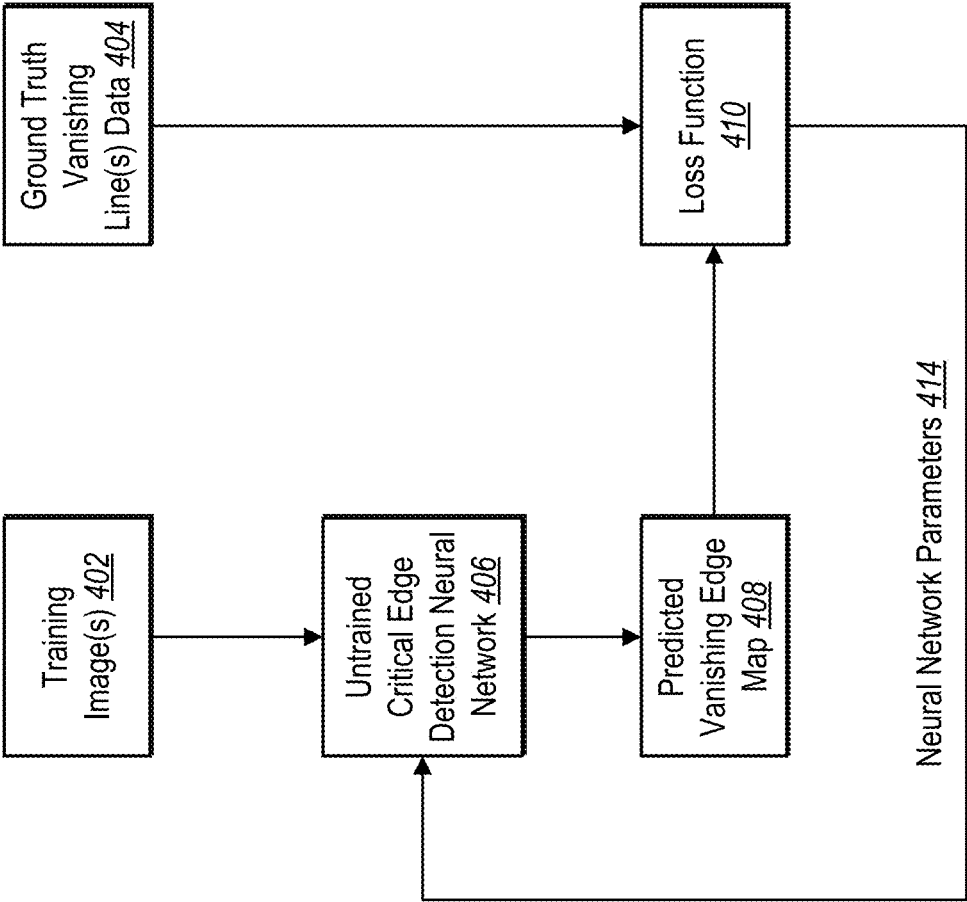 Training
Image(s) 402
Ground Truth
Vanishing
Line(s) Data 404
Untrained
Critical Edge
Detection Neural
Network 406
Predicted
Vanishing Edge
Map 408
Loss Function
410
Neural Network Parameters 414